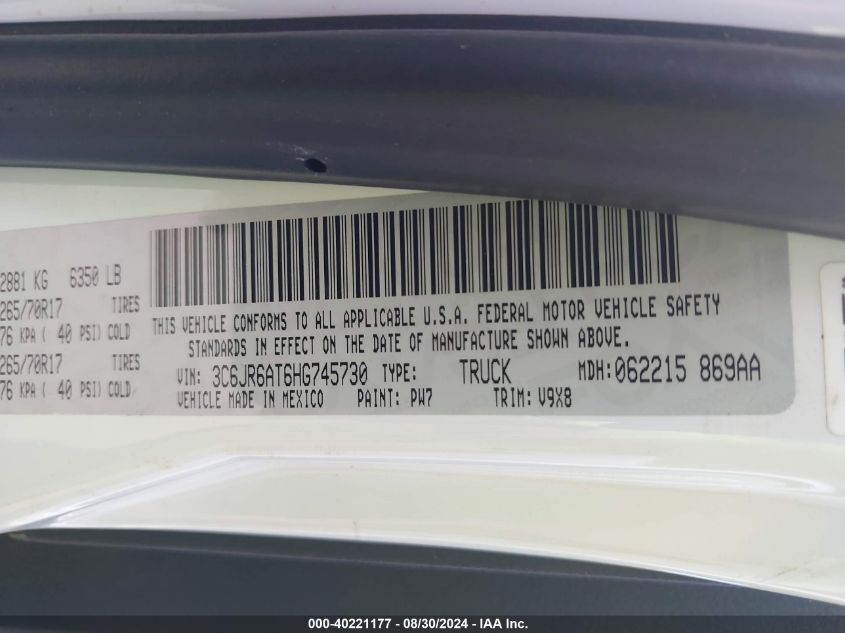 2881 KG 6350 LB
265/70R17 TIRES
76 KPA ( 40 PSI) COLD
265/70R17 TIRES
76 KPA ( 40 PSI) COLD
THIS VEHICLE CONFORMS TO ALL APPLICABLE U.S.A. FEDERAL MOTOR VEHICLE SAFETY
STANDARDS IN EFFECT ON THE DATE OF MANUFACTURE SHOWN ABOVE.
VIN: 3C6JR6AT6HG745730 TYPE: TRUCK MDH: 062215 869AA
VEHICLE MADE IN MEXICO PAINT: PW7 TRIM: V9X8
000-40221177 - 08/30/2024 - IAA Inc.